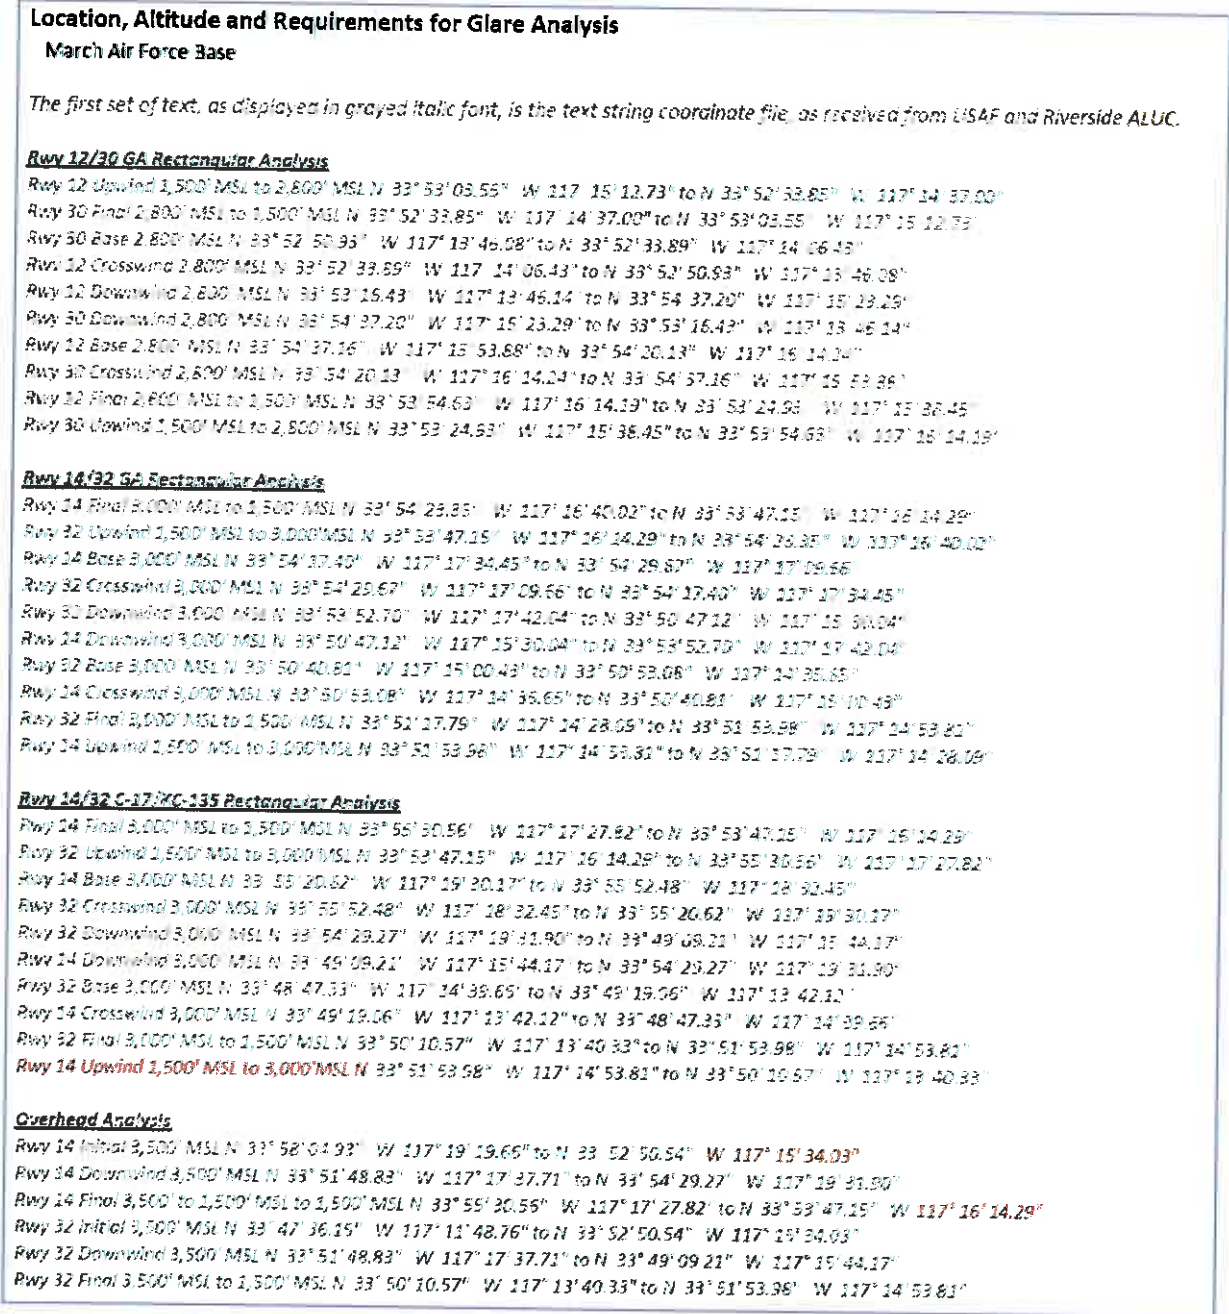 Location, Altitude and Requirements for Glare Analysis
March Air Force Base
The first set of text, as displayed in grayed italic font, is the text string coordinate file, as received from USAF and Riverside ALUC.
Rwy 12/30 GA Rectangular Analysis
Rwy 12 Upwind 1,500' MSL to 2,800' MSL N 33° 53' 03.55" W 117 15' 12.73" to N 33° 52' 33.85" W 117° 14' 37.00"
Rwy 30 Final 2,800' MSL to 1,500' MSL N 33° 52' 33.85" W 117 14' 37.00" to N 33° 53' 03.55 W 117° 15 12.73
Rwy 30 Base 2,800' MSL N 33° 52 50.93" W 117° 13' 46.08" to N 33° 52' 33.89" W 117° 14 06.43"
Rwy 12 Crosswind 2,800' MSL N 33° 52' 33.89" W 117 14' 06.43" to N 33° 52' 50.93" W 117° 13' 46.08"
Rwy 12 Downwind 2,800 MSL N 33° 53' 16.43 W 117° 13' 46.14 to N 33° 54 37.20" W 117° 15' 23.29"
Rwy 30 Downwind 2,800' MSL N 33° 54' 37.20" W 117° 15' 23.29 to N 33° 53' 16.43" W 117° 13 46 14"
Rwy 12 Base 2,800' MSL N 33° 54' 37.16" W 117° 15' 53.88" to N 33° 54' 20.13" W 117° 16' 14.24"
Rwy 30 Crosswind 2,800' MSL N 33° 54' 20 13 W 117° 16' 14.24" to N 33° 54' 37.16" W 117° 15 53 88"
Rwy 12 Final 2,800' MSL to 1,500' MSL N 33° 53' 54.63 W 117° 16' 14.19" to N 33° 53' 24.93 W 117° 15' 38.45"
Rwy 30 Upwind 1,500' MSL to 2,800' MSL N 33° 53' 24.93" W 117° 15' 38.45" to N 33° 53' 54.63" W 117° 16' 14.19"
Rwy 14/32 GA Rectangular Analysis
Rwy 14 Final 3,000' MSL to 1,500' MSL N 33° 54' 29.35" W 117° 16' 40.02" to N 33° 53' 47.15 W 117° 16' 14.29"
Rwy 32 Upwind 1,500' MSL to 3,000'MSL N 33° 53' 47.15" W 117° 16' 14.29" to N 33° 54' W 117° 16' 40.02"
Rwy 14 Base 3,000' MSL N 33° 54' 17.40" W 117° 17' 34.45" to N 33° 54' 29.67" W 117° 17' 09.66
Rwy 32 Crosswind 3,000' MSL N 33° 54' 29.67" W 117° 17' 09.66" to N 33° 54' 17.40" W 117° 17' 34.45"
Rwy 32 Downwind 3,000 MSL N 33° 53' 52.70" W 117° 17' 42.04" to N 33° 50' 47.12" W 117° 15' 30.04"
Rwy 14 Downwind 3,000' MSL N 33° 50' 47.12" W 117° 15' 30.04" to N 33° 53' 52.70" W 117° 17' 42.04"
Rwy 32 Base 3,000' MSL N 33° 50' 40.81" W 117° 15' 00.43" to N 33° 50' 53.08" W 117° 14' 35.65"
Rwy 14 Crosswind 3,000' MSL N 33° 50' 53.08" W 117° 14' 35.65" to N 33° 50' 40.81" W 117° 15' 00.43"
Rwy 32 Final 3,000' MSL to 1,500' MSL N 33° 51' 17.79" W 117° 14' 28.09" to N 33° 51' 53.98" W 117° 14' 53.81"
Rwy 14 Upwind 1,500' MSL to 3,000'MSL N 33° 51' 53.98" W 117° 14' 53.81" to N 33° 51' 17.79" W 117° 14' 28.09"
Rwy 14/32 C-17/KC-135 Rectangular Analysis
Rwy 14 Final 3,000' MSL to 1,500' MSL N 33° 55' 30.56" W 117° 17' 27.82" to N 33° 53' 47.15" W 117° 16' 14.29"
Rwy 32 Upwind 1,500' MSL to 3,000'MSL N 33° 53' 47.15" W 117° 16' 14.29" to N 33° 55' 30.56' W 117° 17' 27.82"
Rwy 14 Base 3,000' MSL N 33 55' 20.62" W 117° 19' 30.17" to N 33° 55' 52.48" W 117° 18' 32.45"
Rwy 32 Crosswind 3,000' MSL N 33° 55' 52.48" W 117° 18' 32.45" to N 33° 55' 20.62" W 117° 19' 30.17"
Rwy 32 Downwind 3,000 MSL N 33° 54' 29.27" W 117° 19' 31.90" to N 33° 49' 09.21" W 117° 15 44.17"
Rwy 14 Downwind 3,000' MSL N 33° 49' 09.21' W 117° 15' 44.17 to N 33° 54' 29.27" W 117° 19' 31.90"
Rwy 32 Base 3,000' MSL N 33° 48' 47.33" W 117° 14' 39.66' to N 33° 49' 19.06" W 117° 13 42.12"
Rwy 14 Crosswind 3,000' MSL N 33° 49' 19.06" W 117° 13' 42.12" to N 33° 48' 47.33" W 117° 14' 39.66"
Rwy 32 Final 3,000' MSL to 1,500' MSL N 33° 50' 10.57" W 117° 13' 40 33" to N 33° 51' 53.98" W 117° 14' 53.81"
Rwy 14 Upwind 1,500' MSL to 3,000'MSL N 33° 51' 53.98" W 117° 14' 53.81" to N 33° 50' 10.57" W 117° 13' 40.33"
Overhead Analysis
Rwy 14 Initial 3,500' MSL N 33° 58' 04.93" W 117° 19' 19.66" to N 33 52' 50.54" W 117° 15' 34.03"
Rwy 14 Downwind 3,500' MSL N 33° 51' 48.83" W 117° 17' 37.71" to N 33° 54' 29.27" W 117° 19' 31.90"
Rwy 14 Final 3,500' to 1,500' MSL to 1,500' MSL N 33° 55' 30.56" W 117° 17' 27.82' to N 33° 53' 47.15" W 117° 16' 14.29"
Rwy 32 Initial 3,500' MSL N 33° 47' 36.15" W 117° 11' 48.76" to N 33° 52' 50.54" W 117° 15' 34.03"
Rwy 32 Downwind 3,500' MSL N 33° 51' 48.83" W 117° 17' 37.71" to N 33° 49' 09 21" W 117° 15' 44.17"
Rwy 32 Final 3,500' MSL to 1,500' MSL N 33° 50' 10.57" W 117° 13' 40.33" to N 33° 51' 53.98" W 117° 14' 53.81"